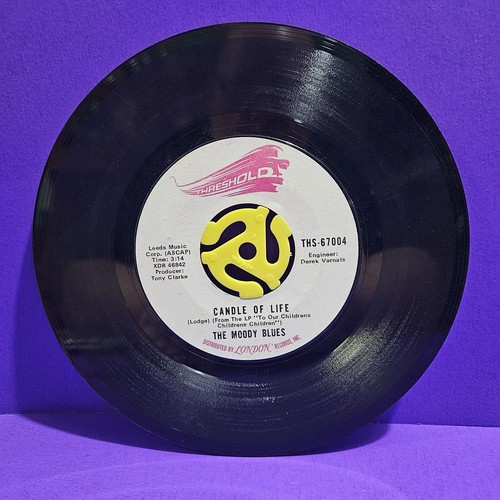 THRESHOLD
Leeds Music
Corp. (ASCAP)
Time: 3:14
XDR 46842
Producer:
Tony Clarke
THS-67004
Engineer:
Derek Varnals
CANDLE OF LIFE
(Lodge) (From The LP "To Our Childrens
Childrens Children")
THE MOODY BLUES
DISTRIBUTED BY LONDON RECORDS, INC.